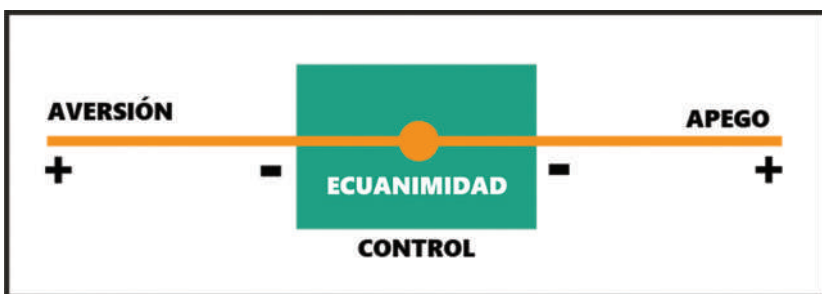 AVERSIÓN
APEGO
+ - - +
ECUANIMIDAD
CONTROL